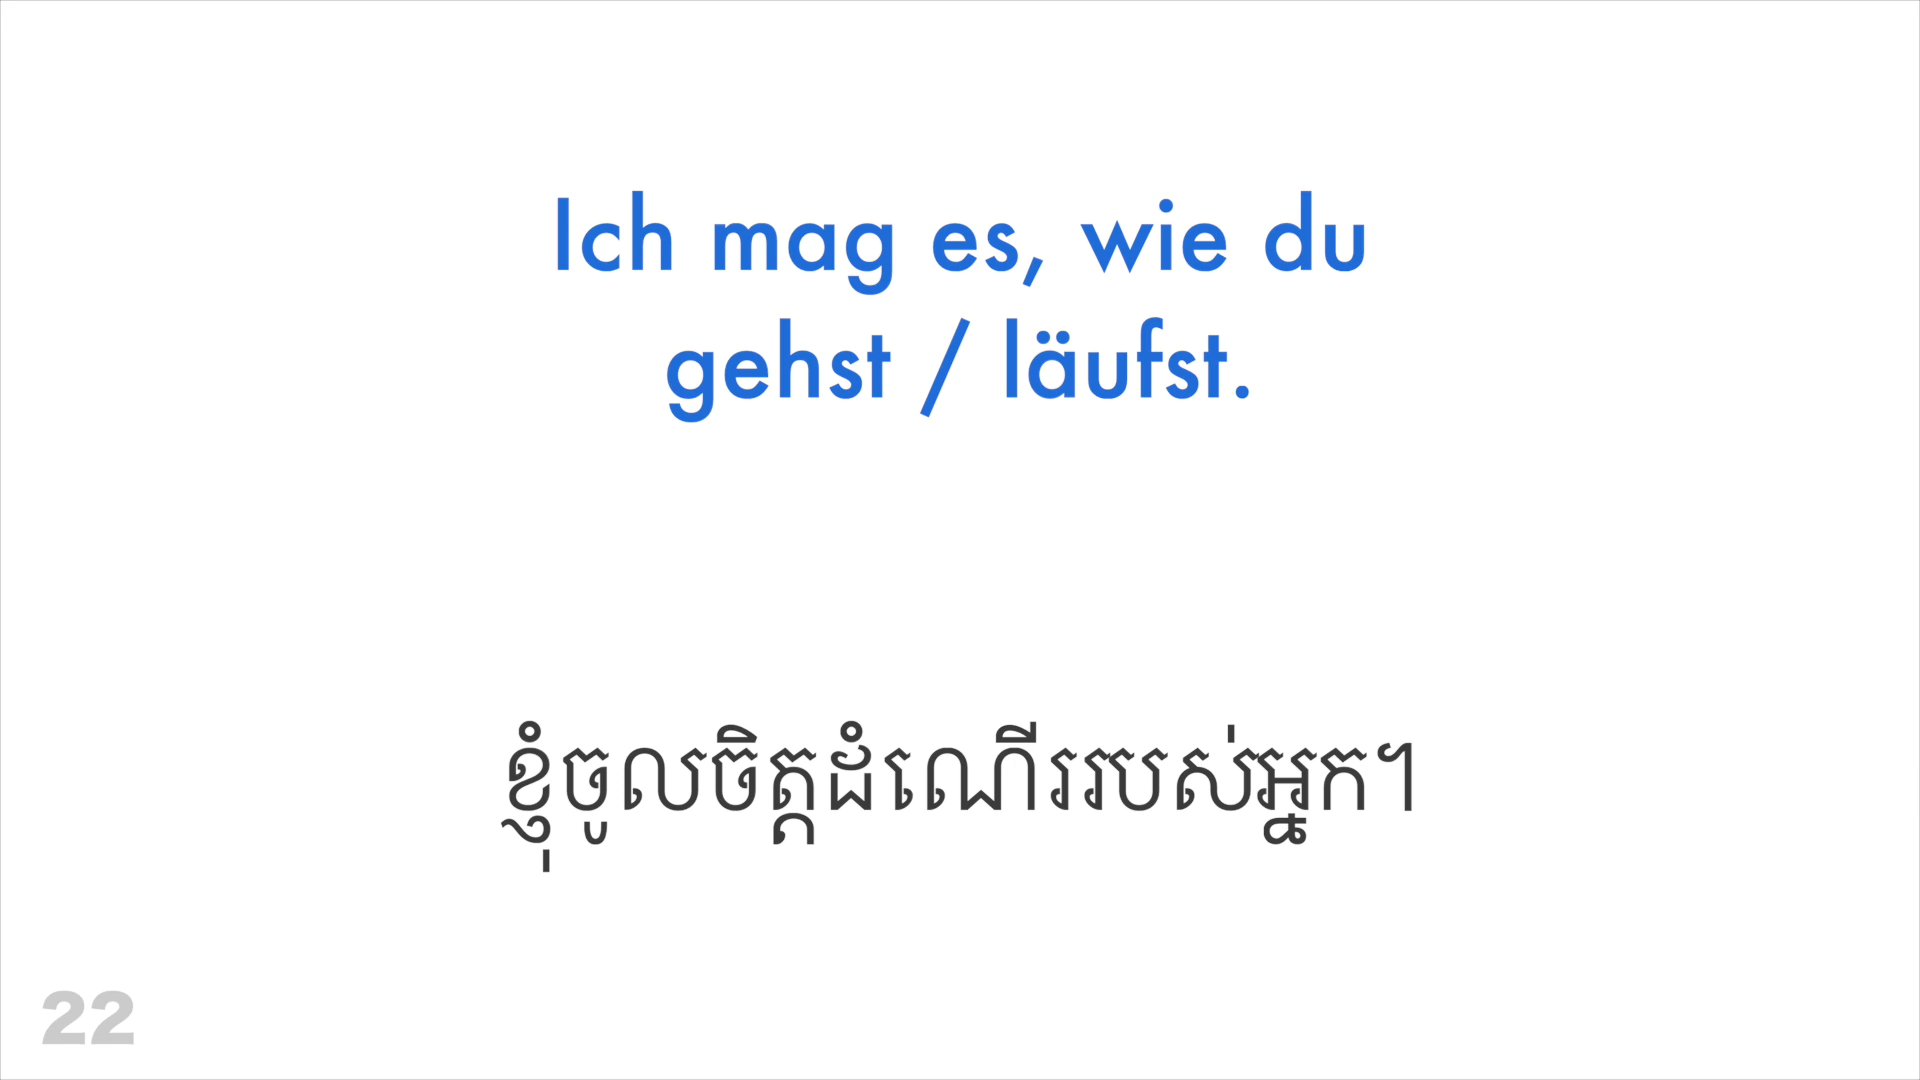 Ich mag es, wie du
gehst / läufst.
ខ្ញុំចូលចិត្តដំណើររបស់អ្នក។
22